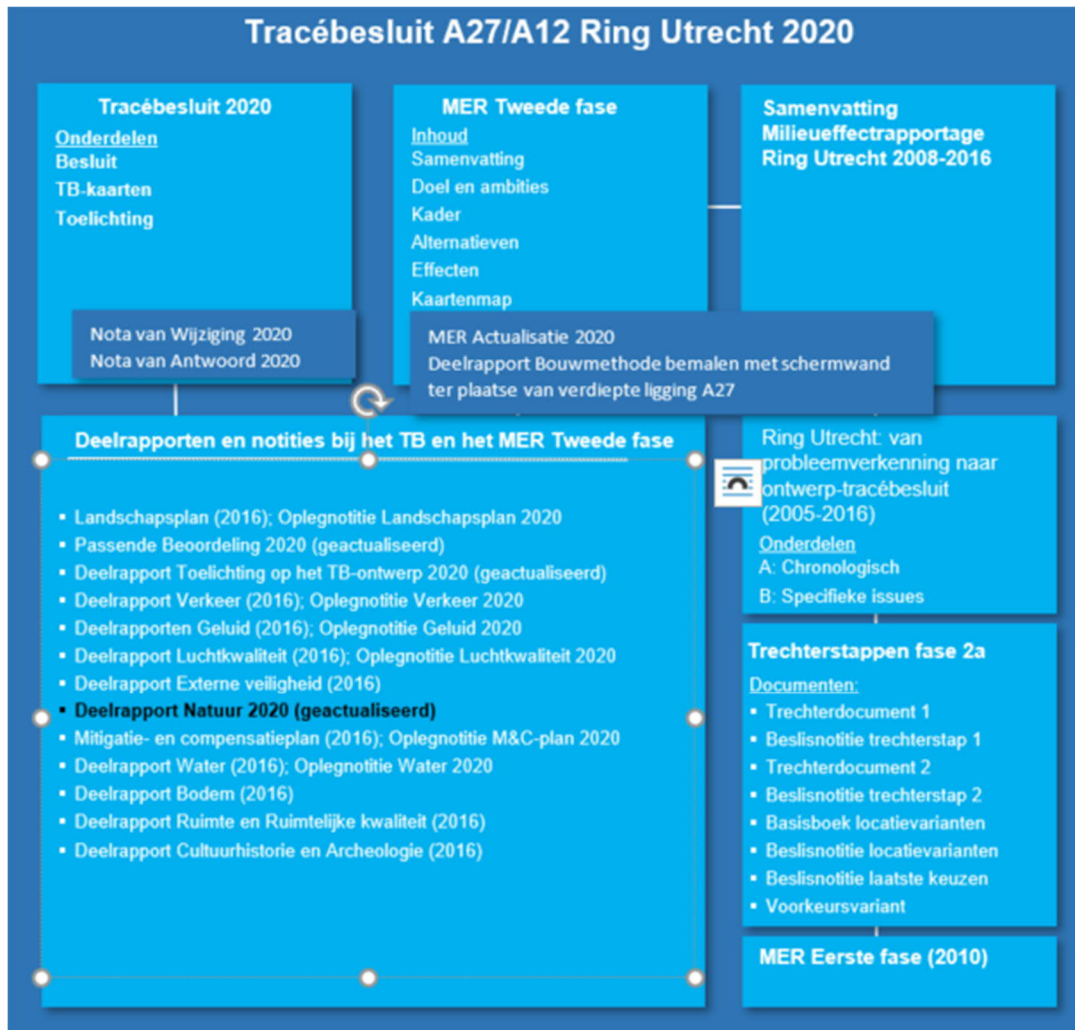 Tracébesluit A27/A12 Ring Utrecht 2020
Tracébesluit 2020
Onderdelen
Besluit
TB-kaarten
Toelichting
Nota van Wijziging 2020
Nota van Antwoord 2020
MER Tweede fase
Inhoud
Samenvatting
Doel en ambities
Kader
Alternatieven
Effecten
Kaartenmap
MER Actualisatie 2020
Deelrapport Bouwmethode bemalen met schermwand
ter plaatse van verdiepte ligging A27
Samenvatting
Milieueffectrapportage
Ring Utrecht 2008-2016
Deelrapporten en notities bij het TB en het MER Tweede fase
▪ Landschapsplan (2016); Oplegnotitie Landschapsplan 2020
▪ Passende Beoordeling 2020 (geactualiseerd)
▪ Deelrapport Toelichting op het TB-ontwerp 2020 (geactualiseerd)
▪ Deelrapport Verkeer (2016); Oplegnotitie Verkeer 2020
▪ Deelrapporten Geluid (2016); Oplegnotitie Geluid 2020
▪ Deelrapport Luchtkwaliteit (2016); Oplegnotitie Luchtkwaliteit 2020
▪ Deelrapport Externe veiligheid (2016)
▪ Deelrapport Natuur 2020 (geactualiseerd)
▪ Mitigatie- en compensatieplan (2016); Oplegnotitie M&C-plan 2020
▪ Deelrapport Water (2016); Oplegnotitie Water 2020
▪ Deelrapport Bodem (2016)
▪ Deelrapport Ruimte en Ruimtelijke kwaliteit (2016)
▪ Deelrapport Cultuurhistorie en Archeologie (2016)
Ring Utrecht: van
probleemverkenning naar
ontwerp-tracébesluit
(2005-2016)
Onderdelen
A: Chronologisch
B: Specifieke issues
Trechterstappen fase 2a
Documenten:
▪ Trechterdocument 1
▪ Beslisnotitie trechterstap 1
▪ Trechterdocument 2
▪ Beslisnotitie trechterstap 2
▪ Basisboek locatievarianten
▪ Beslisnotitie locatievarianten
▪ Beslisnotitie laatste keuzen
▪ Voorkeursvariant
MER Eerste fase (2010)